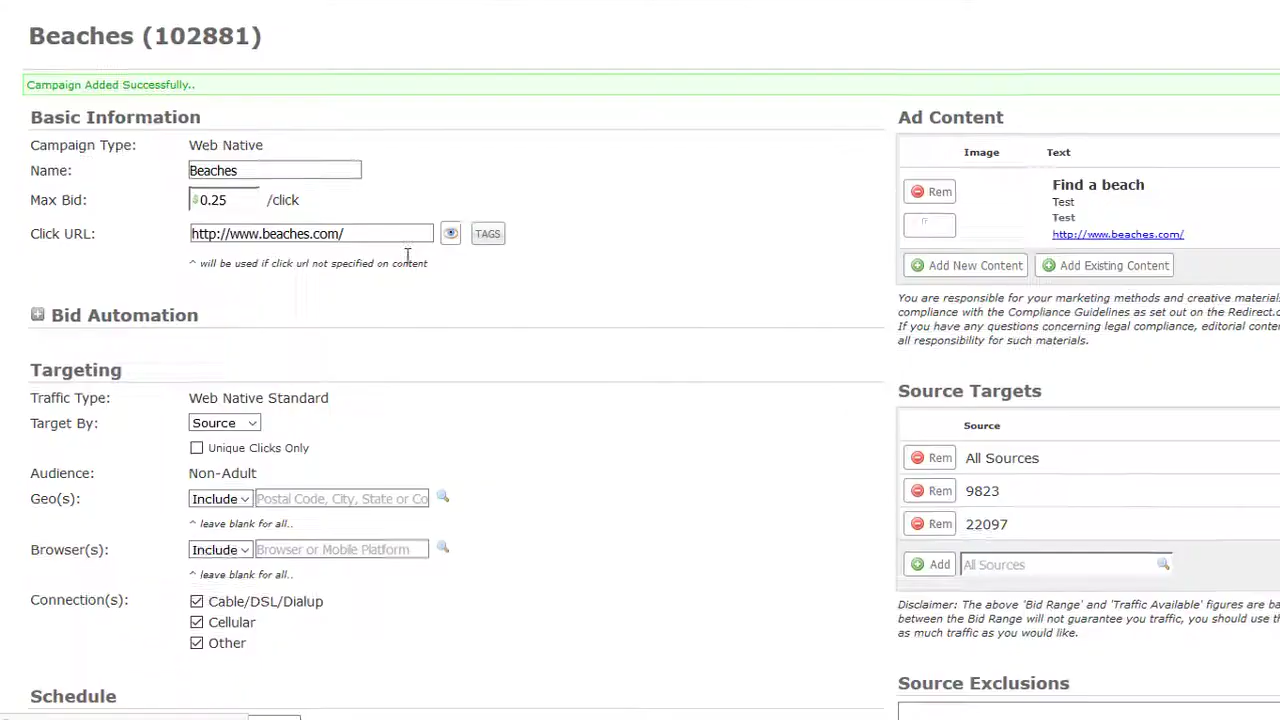 Beaches (102881)
Campaign Added Successfully..
Basic Information
Campaign Type: Web Native
Name: Beaches
Max Bid: $0.25 /click
Click URL: http://www.beaches.com/ TAGS
^ will be used if click url not specified on content
Bid Automation
Targeting
Traffic Type: Web Native Standard
Target By: Source
Unique Clicks Only
Audience: Non-Adult
Geo(s): Include Postal Code, City, State or Co
^ leave blank for all..
Browser(s): Include Browser or Mobile Platform
^ leave blank for all..
Connection(s): Cable/DSL/Dialup
Cellular
Other
Schedule
Ad Content
Image Text
Rem Find a beach
Test
Test
http://www.beaches.com/
Add New Content Add Existing Content
You are responsible for your marketing methods and creative materials
compliance with the Compliance Guidelines as set out on the Redirect.c
If you have any questions concerning legal compliance, editorial conte
all responsibility for such materials.
Source Targets
Source
Rem All Sources
Rem 9823
Rem 22097
Add All Sources
Disclaimer: The above 'Bid Range' and 'Traffic Available' figures are ba
between the Bid Range will not guarantee you traffic, you should use th
as much traffic as you would like.
Source Exclusions